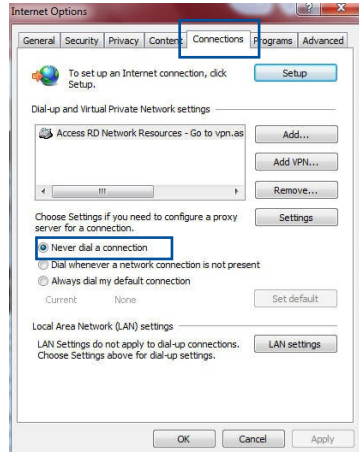 Internet Options
General Security Privacy Content Connections Programs Advanced
To set up an Internet connection, click
Setup.
Setup
Dial-up and Virtual Private Network settings
Access RD Network Resources - Go to vpn.as
Add...
Add VPN...
Remove...
Choose Settings if you need to configure a proxy
server for a connection.
Settings
Never dial a connection
Dial whenever a network connection is not present
Always dial my default connection
Current None
Set default
Local Area Network (LAN) settings
LAN Settings do not apply to dial-up connections.
Choose Settings above for dial-up settings.
LAN settings
OK Cancel Apply